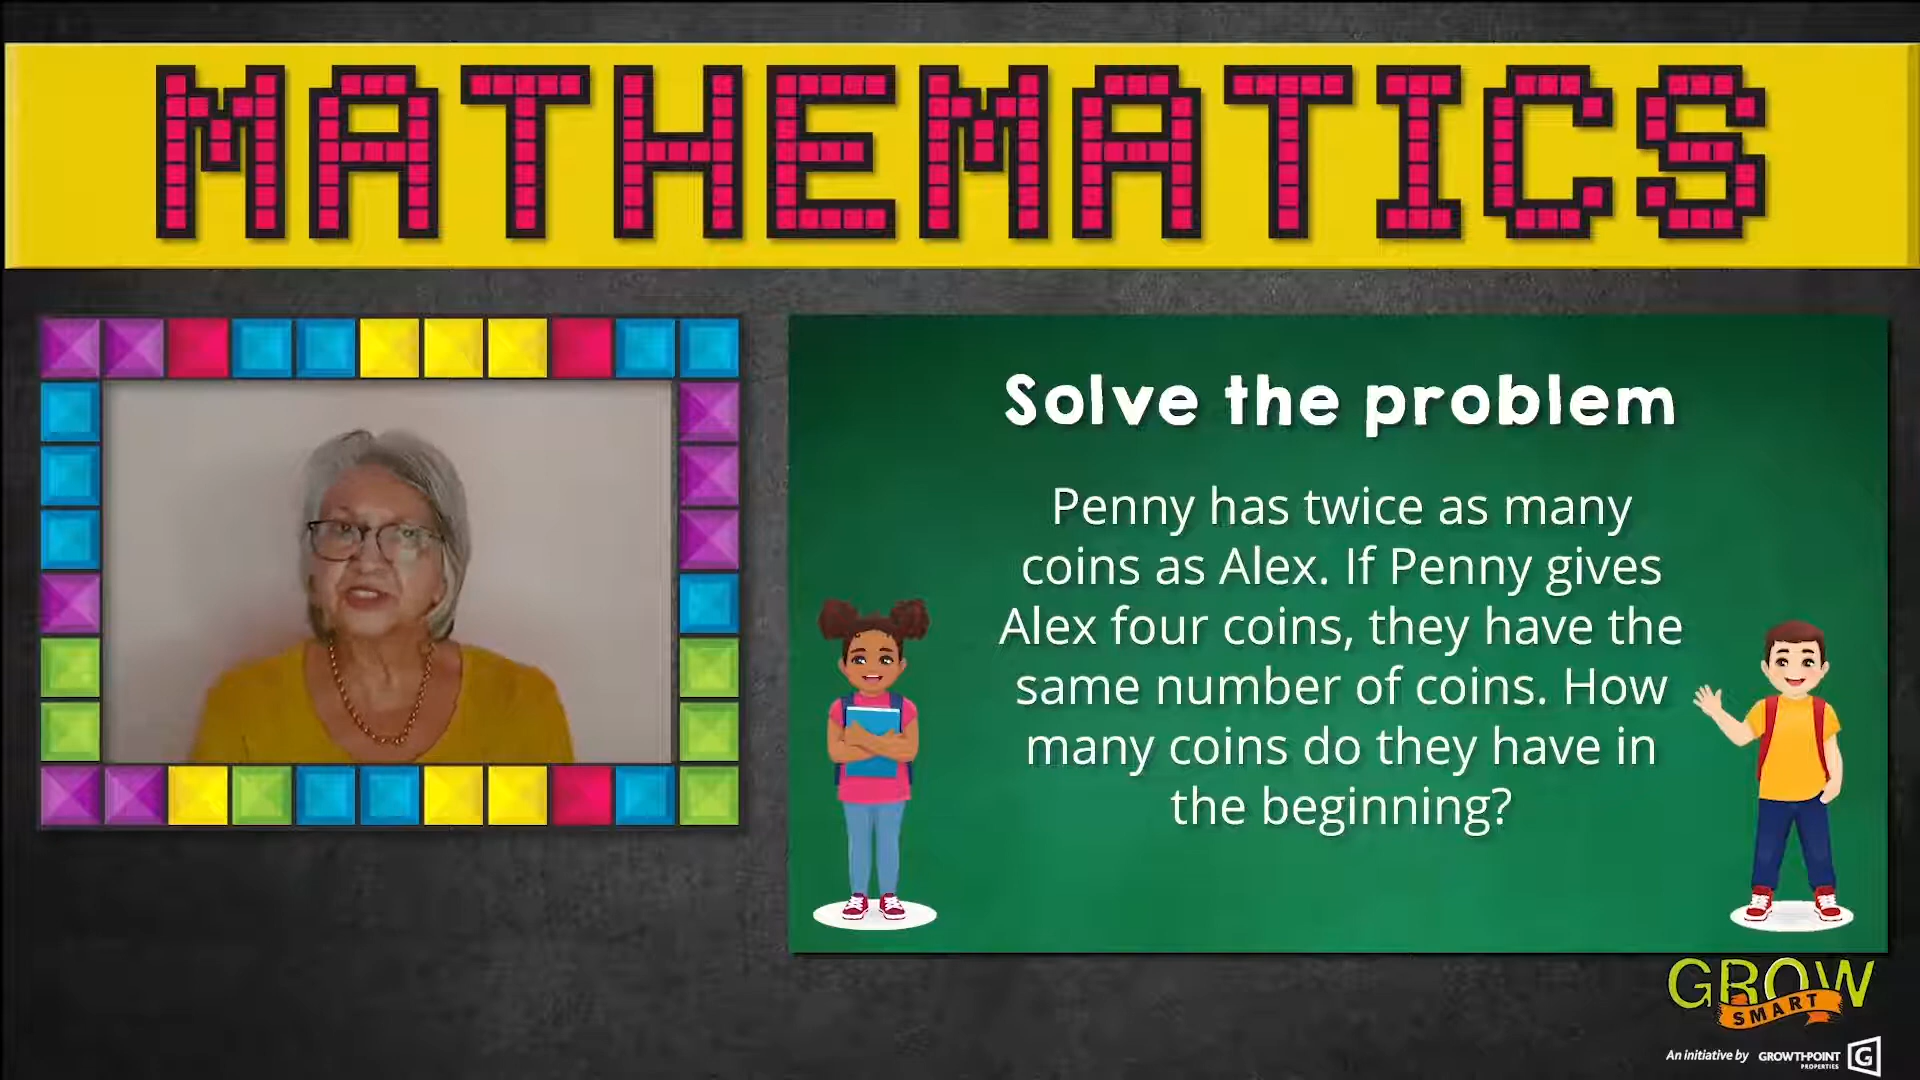 MATHEMATICS
Solve the problem
Penny has twice as many
coins as Alex. If Penny gives
Alex four coins, they have the
same number of coins. How
many coins do they have in
the beginning?
GROW
SMART
An initiative by GROWTHPOINT
PROPERTIES
G